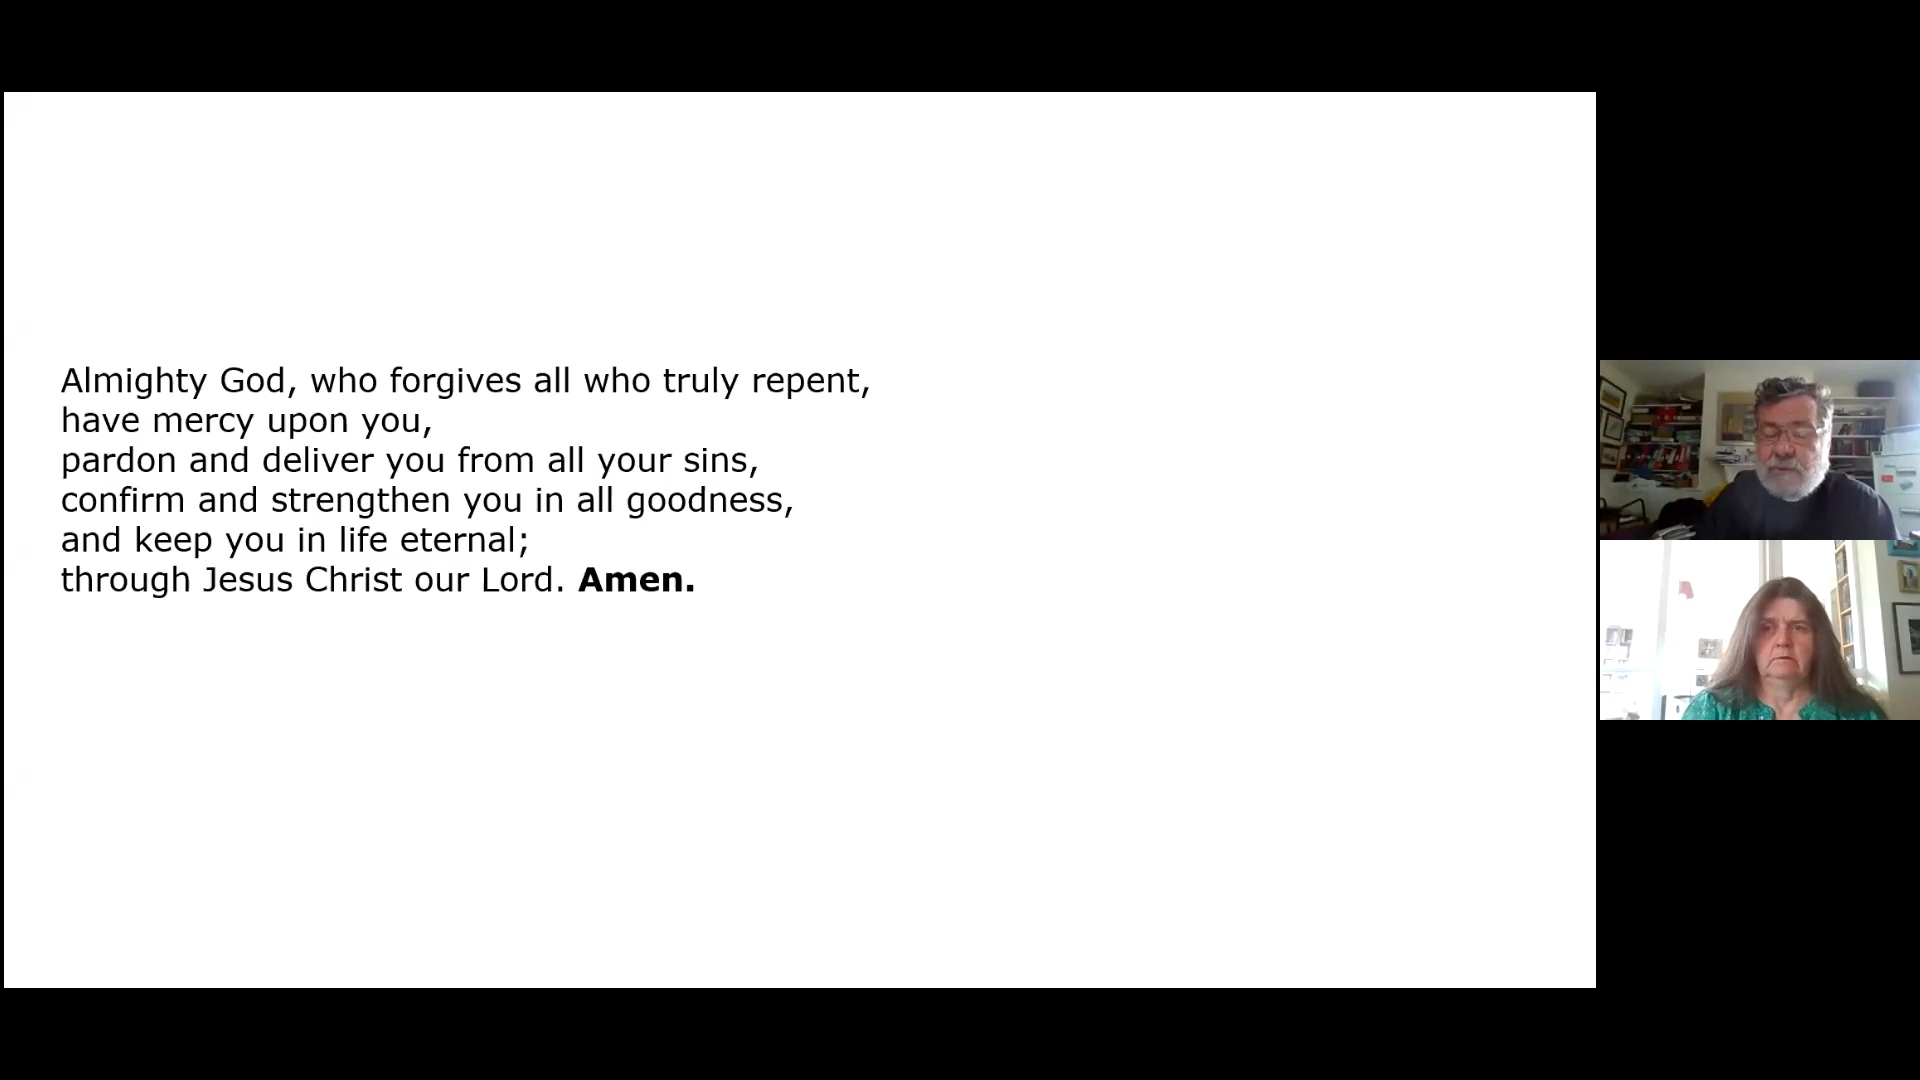 Almighty God, who forgives all who truly repent,
have mercy upon you,
pardon and deliver you from all your sins,
confirm and strengthen you in all goodness,
and keep you in life eternal;
through Jesus Christ our Lord. Amen.